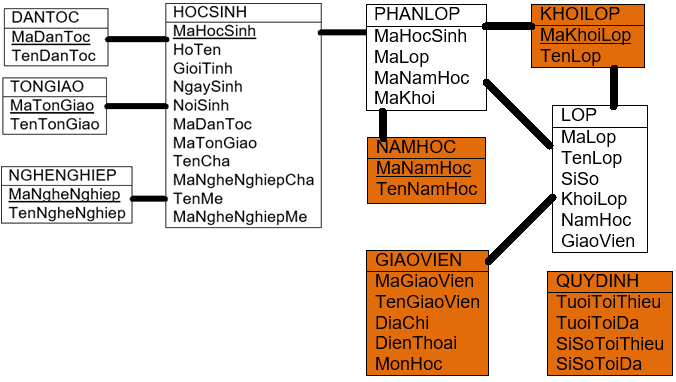 DANTOC
MaDanToc
TenDanToc
TONGIAO
MaTonGiao
TenTonGiao
NGHENGHIEP
MaNgheNghiep
TenNgheNghiep
HOCSINH
MaHocSinh
HoTen
GioiTinh
NgaySinh
NoiSinh
MaDanToc
MaTonGiao
TenCha
MaNgheNghiepCha
TenMe
MaNgheNghiepMe
PHANLOP
MaHocSinh
MaLop
MaNamHoc
MaKhoi
NAMHOC
MaNamHoc
TenNamHoc
GIAOVIEN
MaGiaoVien
TenGiaoVien
DiaChi
DienThoai
MonHoc
KHOILOP
MaKhoiLop
TenLop
LOP
MaLop
TenLop
SiSo
KhoiLop
NamHoc
GiaoVien
QUYDINH
TuoiToiThieu
TuoiToiDa
SiSoToiThieu
SiSoToiDa